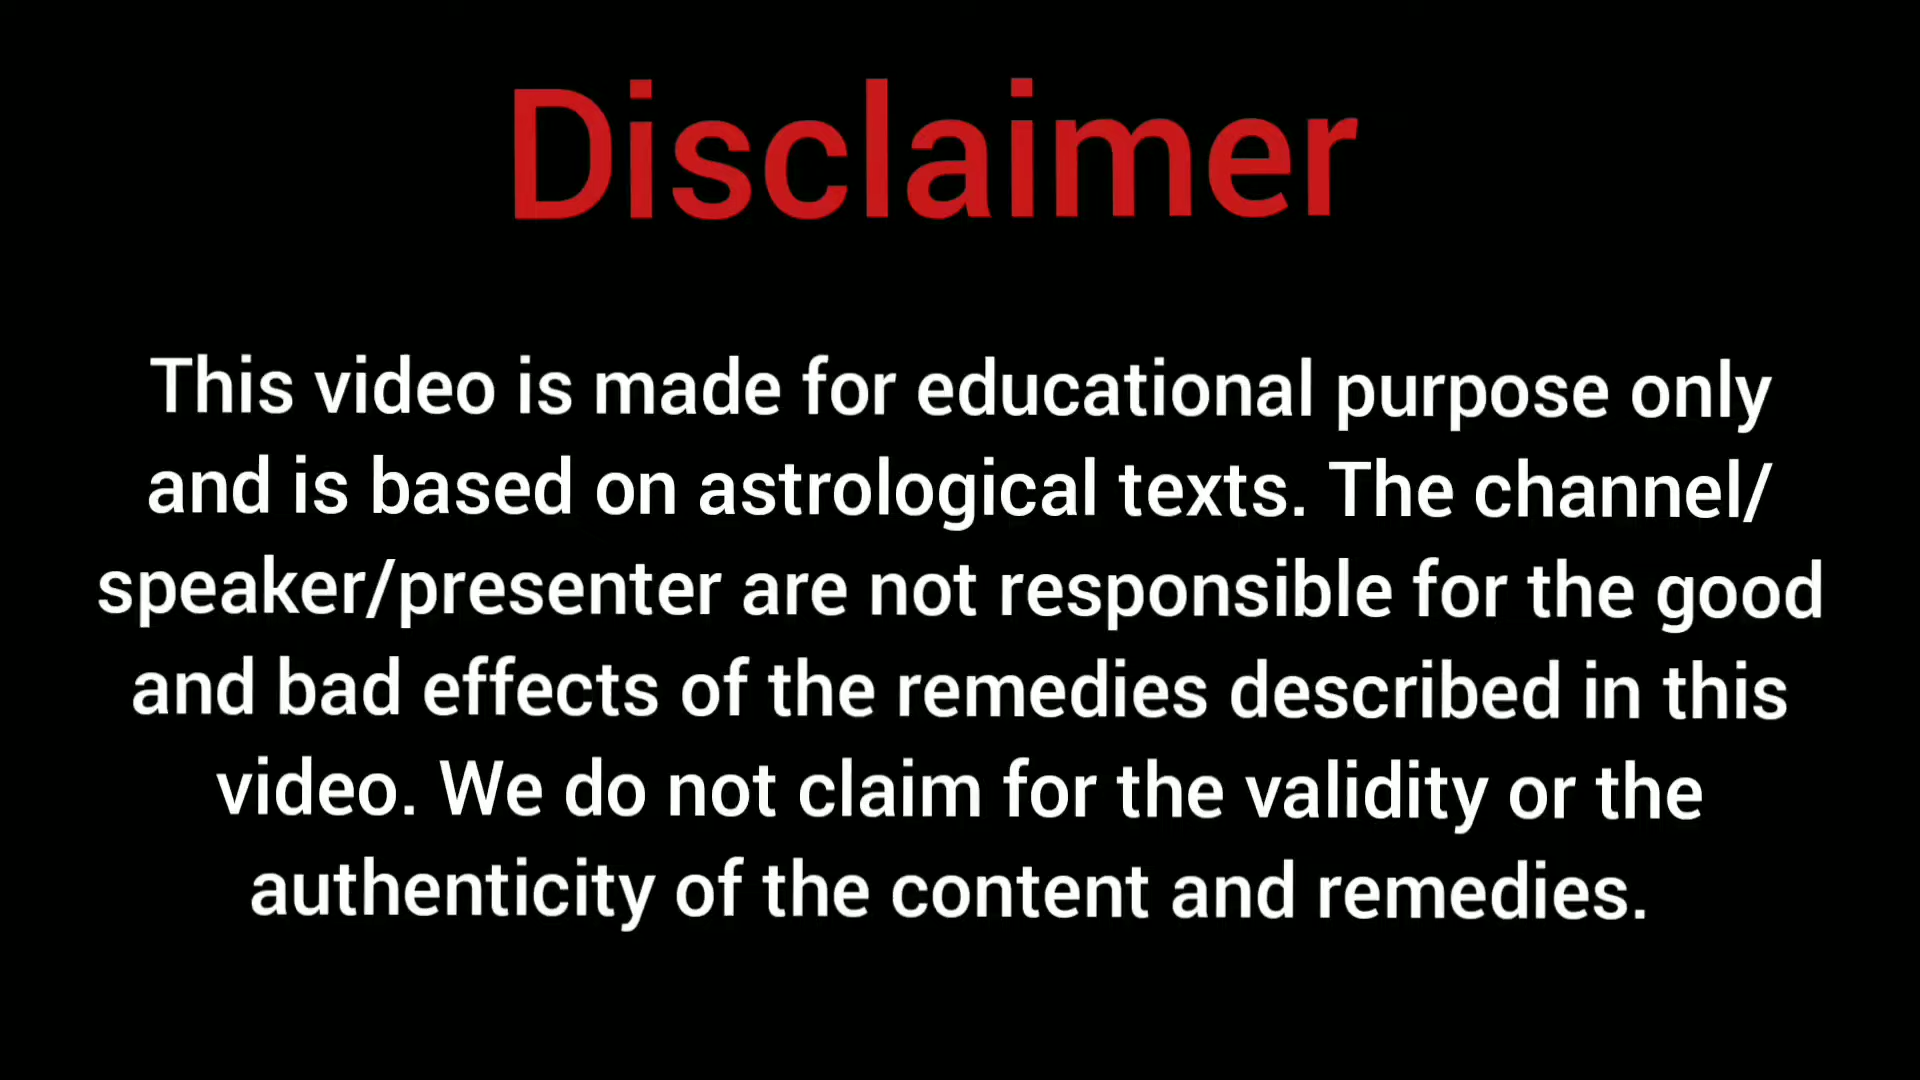 Disclaimer
This video is made for educational purpose only
and is based on astrological texts. The channel/
speaker/presenter are not responsible for the good
and bad effects of the remedies described in this
video. We do not claim for the validity or the
authenticity of the content and remedies.